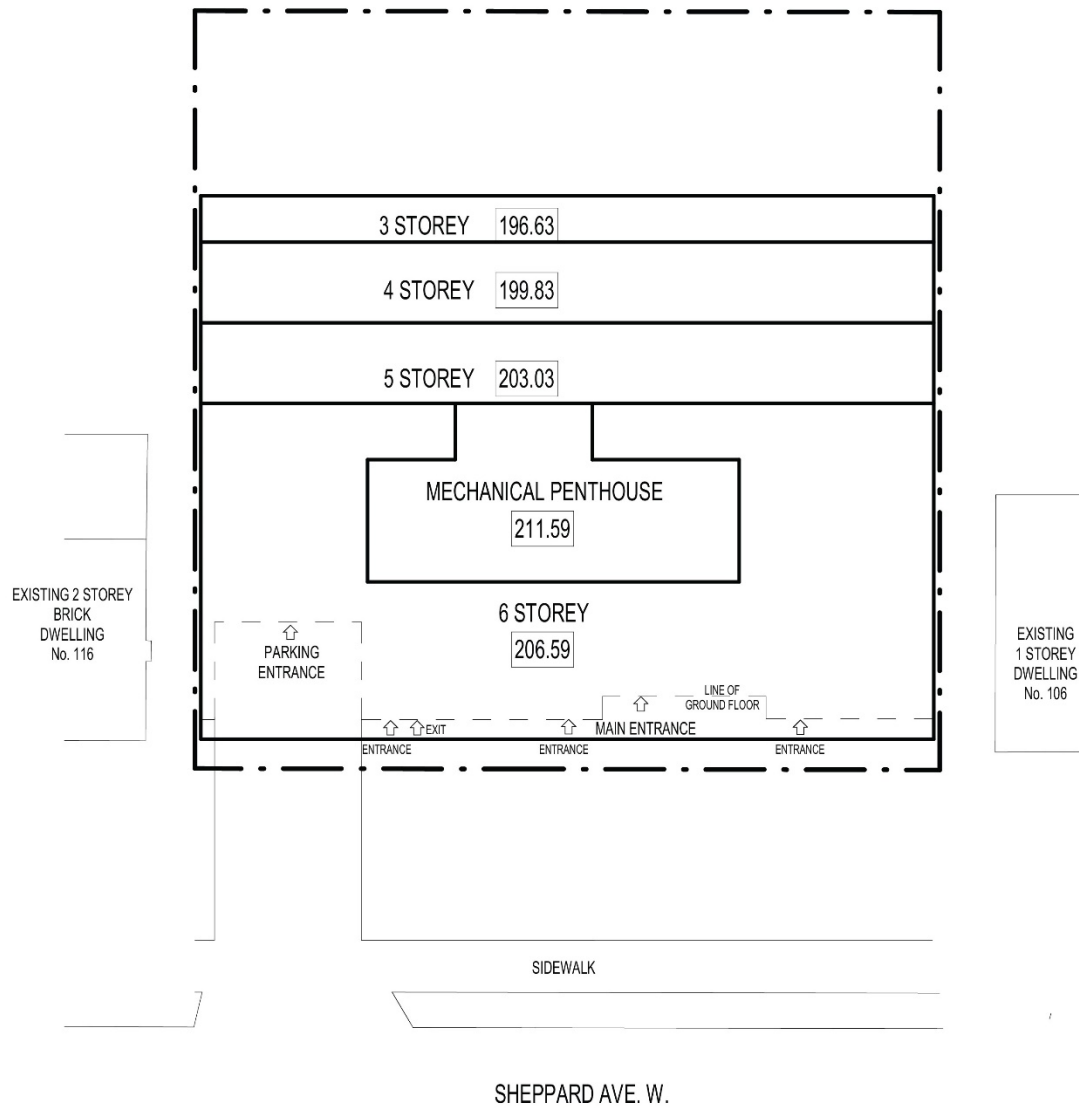 3 STOREY 196.63
4 STOREY 199.83
5 STOREY 203.03
MECHANICAL PENTHOUSE
211.59
6 STOREY
206.59
EXISTING 2 STOREY
BRICK
DWELLING
No. 116
PARKING
ENTRANCE
EXISTING
1 STOREY
DWELLING
No. 106
LINE OF
GROUND FLOOR
EXIT
MAIN ENTRANCE
ENTRANCE
ENTRANCE
ENTRANCE
SIDEWALK
SHEPPARD AVE. W.